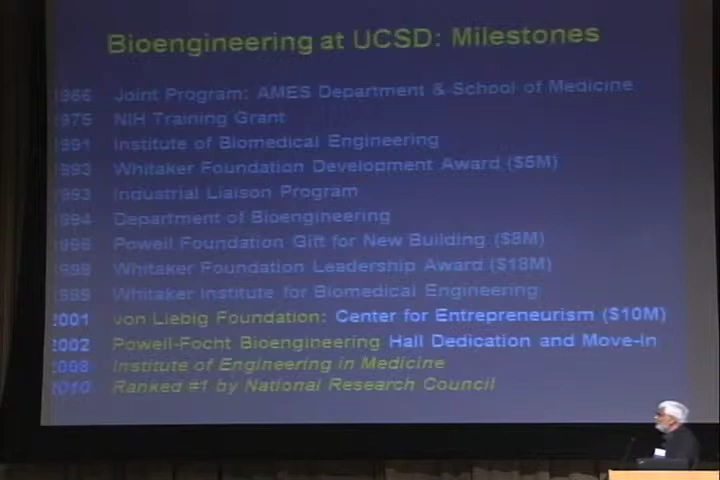 Bioengineering at UCSD: Milestones
1966 Joint Program: AMES Department & School of Medicine
1975 NIH Training Grant
1991 Institute of Biomedical Engineering
1993 Whitaker Foundation Development Award ($5M)
1993 Industrial Liaison Program
1994 Department of Bioengineering
Powell Foundation Gift for New Building ($8M)
1998 Whitaker Foundation Leadership Award ($18M)
1999 Whitaker Institute for Biomedical Engineering
2001 von Liebig Foundation: Center for Entrepreneurism ($10M)
2002 Powell-Focht Bioengineering Hall Dedication and Move-In
2008 Institute of Engineering in Medicine
2010 Ranked #1 by National Research Council